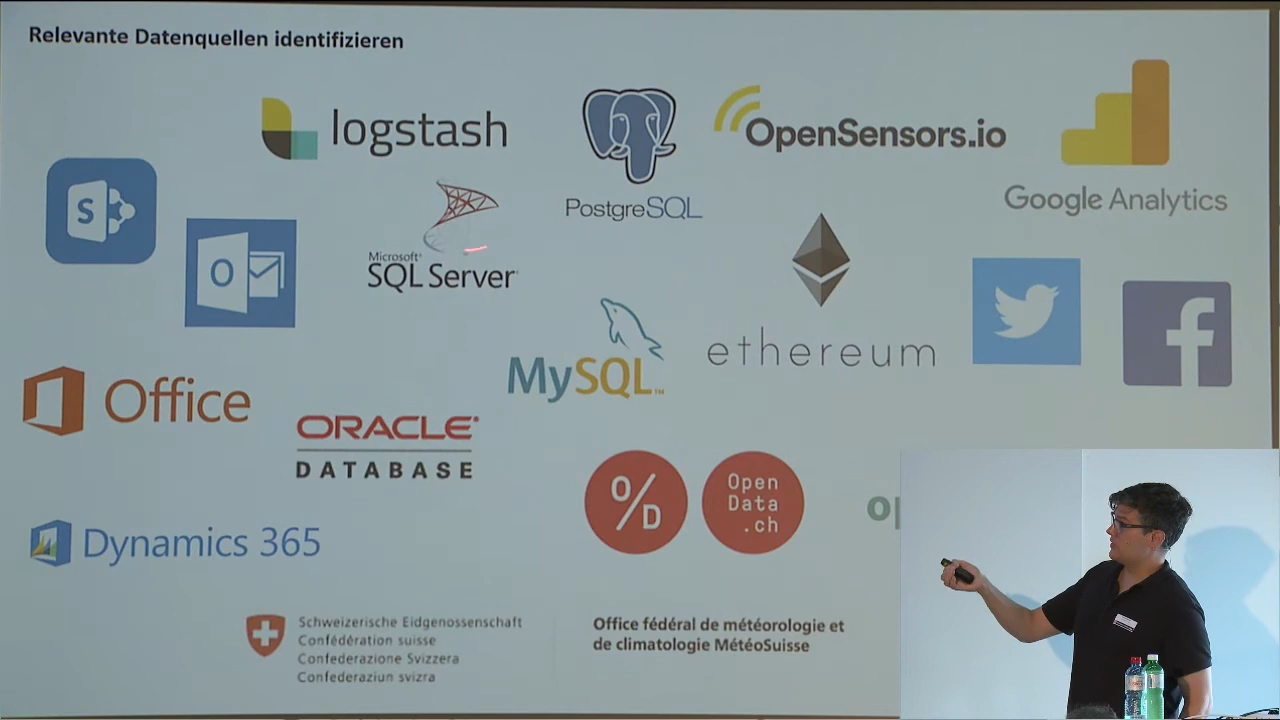 Relevante Datenquellen identifizieren
logstash
PostgreSQL
OpenSensors.io
Google Analytics
S
O
Microsoft
SQL Server
MySQL
ethereum
Office
ORACLE
DATABASE
O/D
Open
Data
.ch
Dynamics 365
Schweizerische Eidgenossenschaft
Confédération suisse
Confederazione Svizzera
Confederaziun svizra
Office fédéral de météorologie et
de climatologie MétéoSuisse